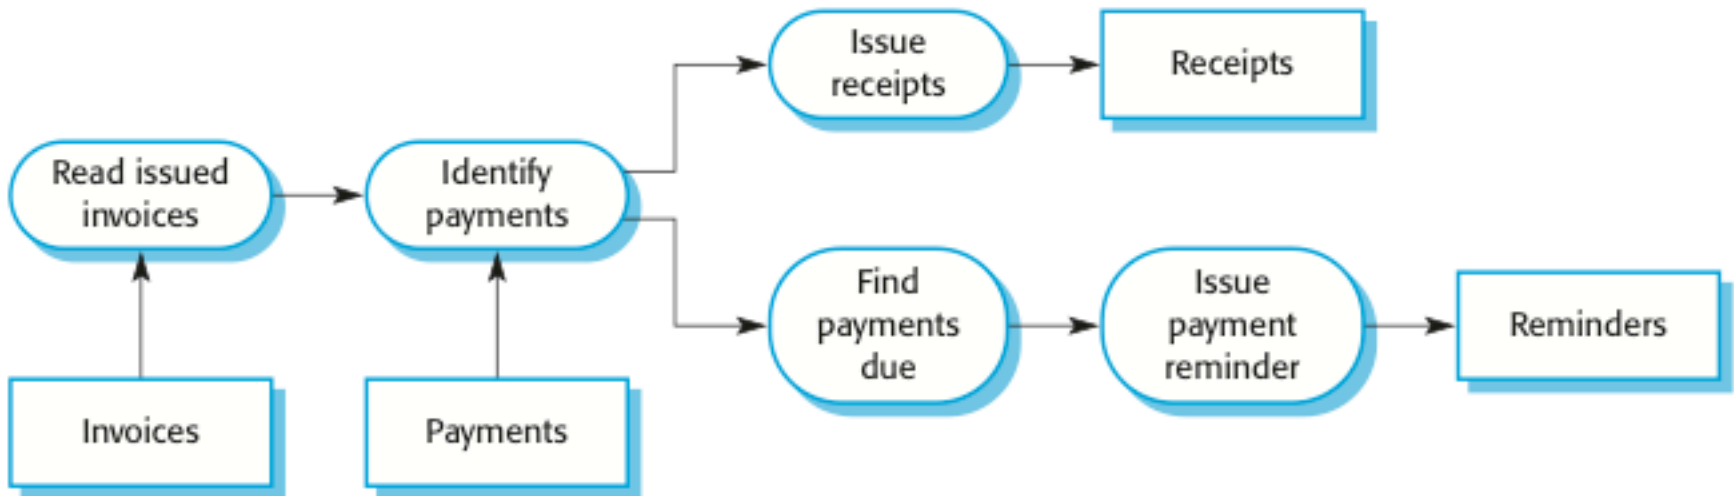 Issue
receipts
Receipts
Read issued
invoices
Identify
payments
Find
payments
due
Issue
payment
reminder
Reminders
Invoices
Payments